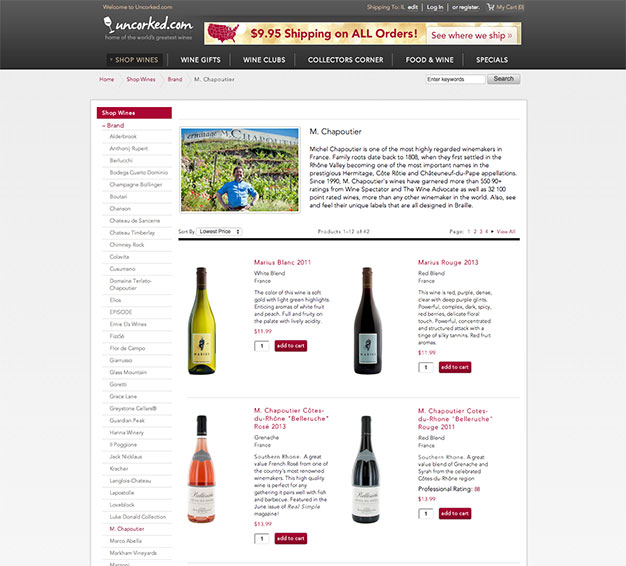 Welcome to Uncorked.com
Shipping To: IL edit | Log In | or register. My Cart (0)
uncorked.com
home of the world's greatest wines
$9.95 Shipping on ALL Orders! See where we ship »
SHOP WINES WINE GIFTS WINE CLUBS COLLECTORS CORNER FOOD & WINE SPECIALS
Home Shop Wines Brand M. Chapoutier
Enter keywords Search
Shop Wines
– Brand
Alderbrook
Anthonij Rupert
Berlucchi
Bodega Cuarto Dominio
Champagne Bollinger
Boutari
Chanson
Chateau de Sancerre
Chateau Timberlay
Chimney Rock
Colavita
Cusumano
Domaine Terlato-
Chapoutier
Elios
EPISODE
Ernie Els Wines
Fizz56
Flor de Campo
Giarrusso
Glass Mountain
Goretti
Grace Lane
Greystone Cellars®
Guardian Peak
Hanna Winery
Il Poggione
Jack Nicklaus
Kracher
Langlois-Chateau
Lapostolle
Loveblock
Luke Donald Collection
M. Chapoutier
Marco Abella
Markham Vineyards
ermitage M. CHAPOUTIER
M. Chapoutier
Michel Chapoutier is one of the most highly regarded winemakers in
France. Family roots date back to 1808, when they first settled in the
Rhône Valley becoming one of the most important names in the
prestigious Hermitage, Côte Rôtie and Châteauneuf-du-Pape appellations.
Since 1990, M. Chapoutier's wines have garnered more than 550 90+
ratings from Wine Spectator and The Wine Advocate as well as 32 100
point rated wines, more than any other winemaker in the world. Also, see
and feel their unique labels that are all designed in Braille.
Sort By Lowest Price Products 1–12 of 42 Page: 1 2 3 4 ► View All
MARIUS
Marius Blanc 2011
White Blend
France
The color of this wine is soft
gold with light green highlights.
Enticing aromas of white fruit
and peach. Full and fruity on
the palate with lively acidity.
$11.99
1 add to cart
MARIUS
Marius Rouge 2013
Red Blend
France
This wine is red, purple, dense,
clear with deep purple glints.
Powerful, complex, dark, spicy,
red berries, delicate floral
touch. Powerful, concentrated
and structured attack with a
tinge of silky tannins. Red fruit
aromas.
$11.99
1 add to cart
Belleruche
M. Chapoutier Côtes-
du-Rhône "Belleruche"
Rosé 2013
Grenache
France
Southern Rhone. A great
value French Rosé from one of
the country's most renowned
winemakers. This high quality
wine is perfect for any
gathering it pairs well with fish
and barbecue. Featured in the
June issue of Real Simple
magazine!
$13.99
1 add to cart
Belleruche
M. Chapoutier Cotes-
du-Rhone "Belleruche"
Rouge 2011
Red Blend
France
Southern Rhone. A great
value blend of Grenache and
Syrah from the celebrated
Côtes-du-Rhône region
Professional Rating: 88
$13.99
1 add to cart